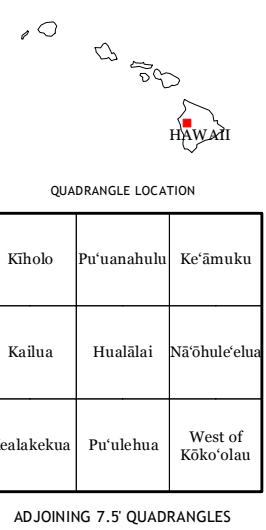 HAWAII
QUADRANGLE LOCATION
Kīholo Puʻuanahulu Keʻāmuku
Kailua Hualālai Nāʻōhuleʻelua
ealakekua Puʻulehua West of
Kōkoʻolau
ADJOINING 7.5' QUADRANGLES